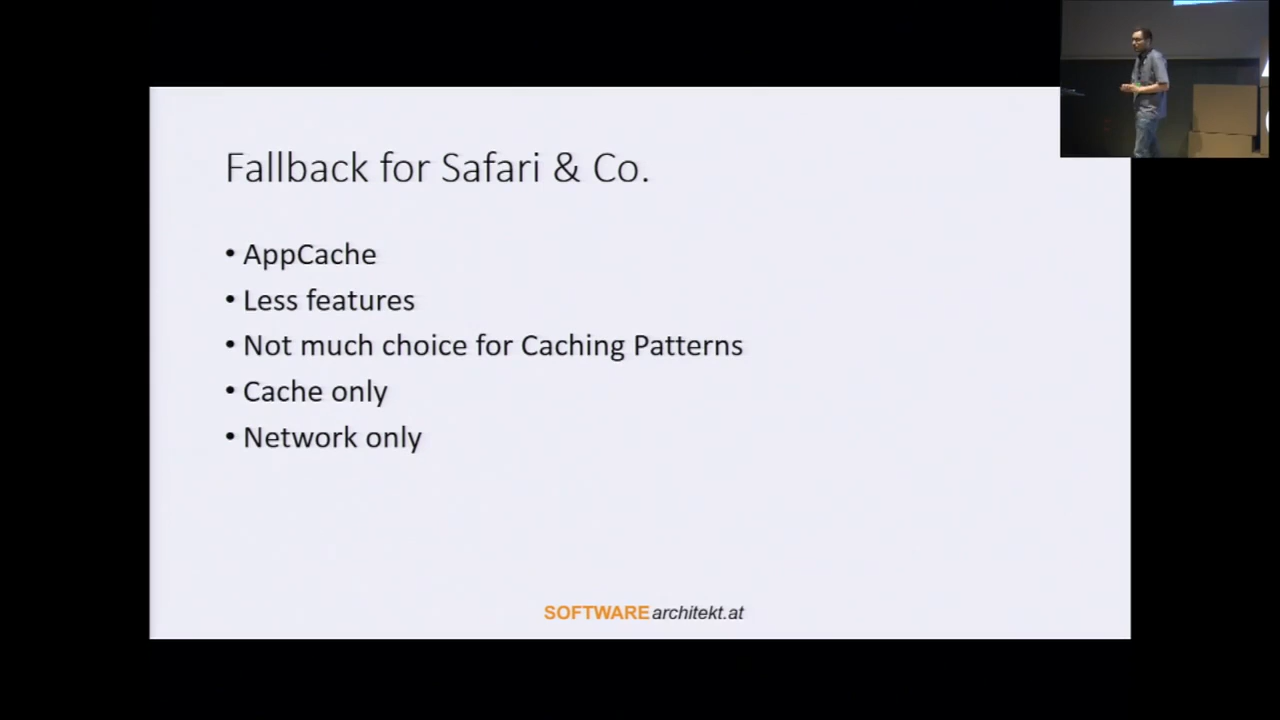 Fallback for Safari & Co.
• AppCache
• Less features
• Not much choice for Caching Patterns
• Cache only
• Network only
SOFTWAREarchitekt.at